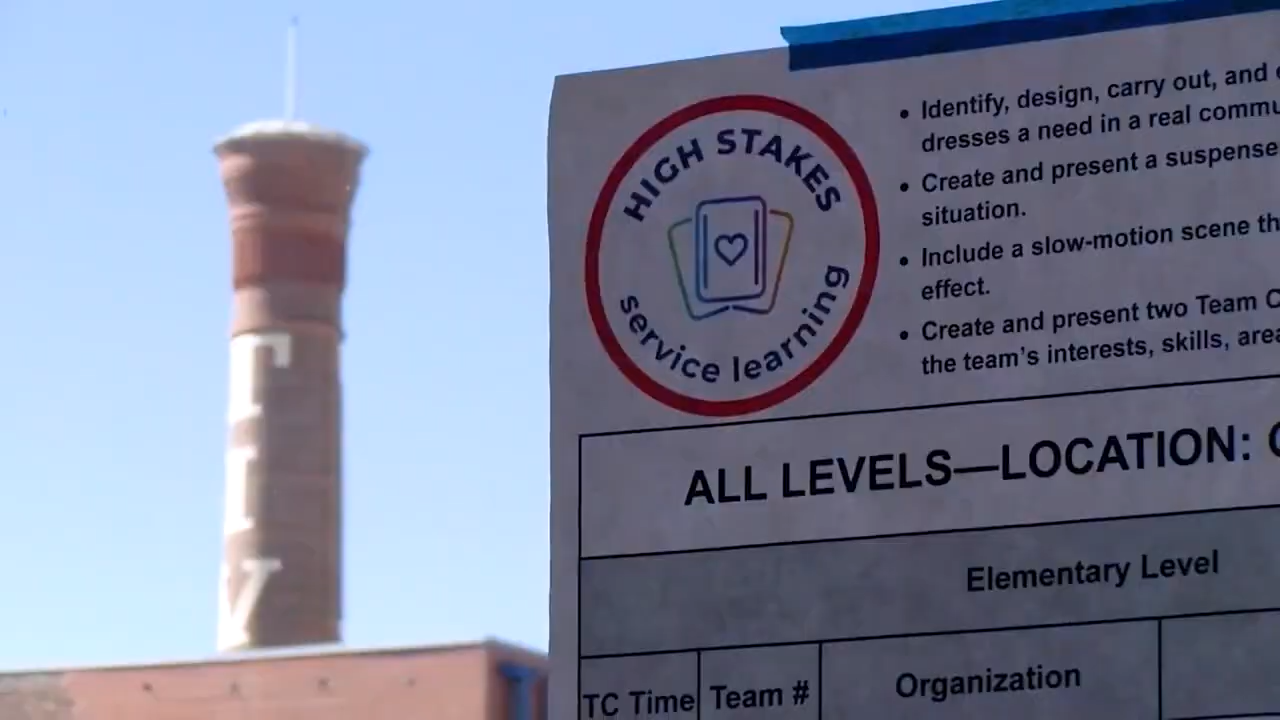 HIGH STAKES
service learning
• Identify, design, carry out, and
dresses a need in a real commu
• Create and present a suspense
situation.
• Include a slow-motion scene th
effect.
• Create and present two Team C
the team's interests, skills, area
ALL LEVELS—LOCATION:
Elementary Level
TC Time
Team #
Organization